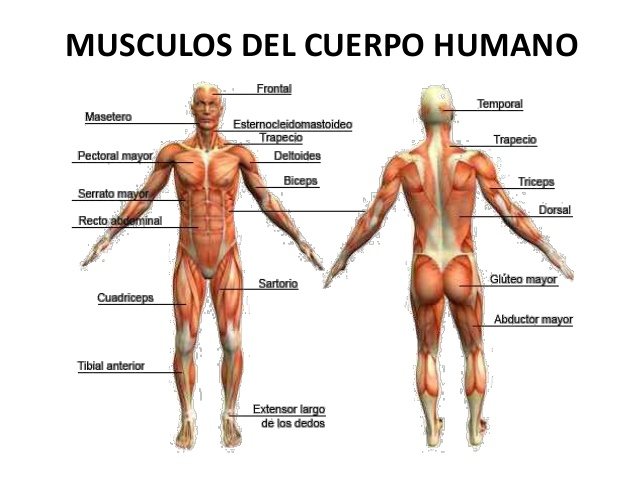 MUSCULOS DEL CUERPO HUMANO
Frontal
Masetero
Esternocleidomastoideo
Trapecio
Pectoral mayor
Deltoides
Biceps
Serrato mayor
Recto abdominal
Sartorio
Cuadriceps
Tibial anterior
Extensor largo
de los dedos
Temporal
Trapecio
Triceps
Dorsal
Glúteo mayor
Abductor mayor